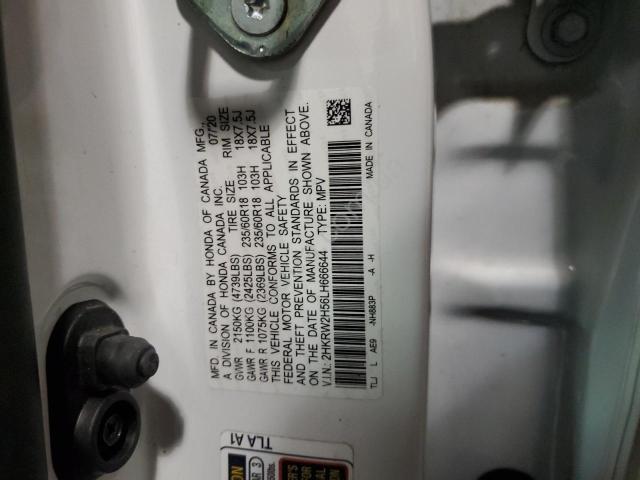 MFD. IN CANADA BY HONDA OF CANADA MFG.,
A DIVISION OF HONDA CANADA INC. 07/20
TIRE SIZE RIM SIZE
GVWR 2150KG (4739LBS)
GAWR F 1100KG (2425LBS) 235/60R18 103H 18X7.5J
GAWR R 1075KG (2369LBS) 235/60R18 103H 18X7.5J
THIS VEHICLE CONFORMS TO ALL APPLICABLE
FEDERAL MOTOR VEHICLE SAFETY
AND THEFT PREVENTION STANDARDS IN EFFECT
ON THE DATE OF MANUFACTURE SHOWN ABOVE.
V.I.N.: 2HKRW2H56LH666644 TYPE: MPV
TLJ L AE9 -NH883P -A -H MADE IN CANADA
TLA A1